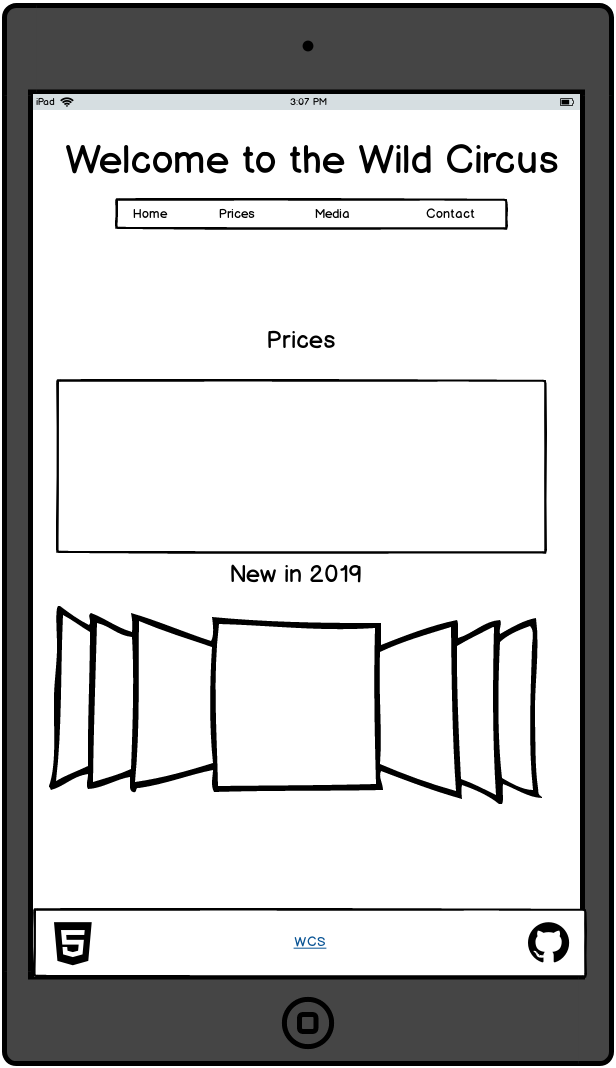 iPad 3:07 PM
Welcome to the Wild Circus
Home Prices Media Contact
Prices
New in 2019
5 WCS